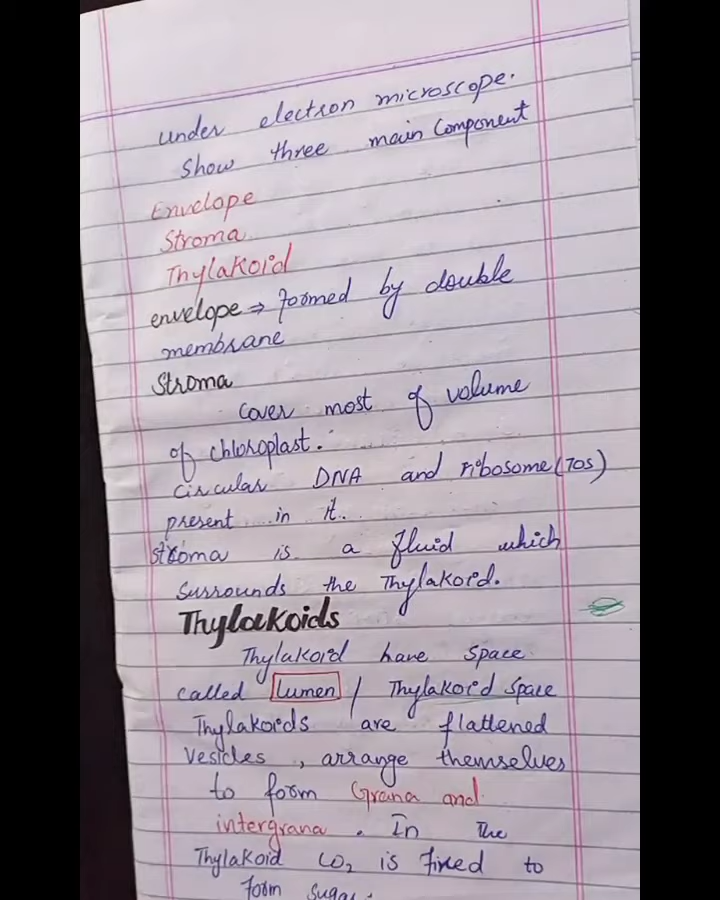 under electron microscope.
Show three main Component
Envelope
Stroma
Thylakoid
envelope ⇒ formed by double
membrane
Stroma
Cover most of volume
of chloroplast.
circular DNA and ribosome (70s)
present in it.
stroma is a fluid which
surrounds the Thylakoid.
Thylakoids
Thylakoid have space
called lumen / Thylakoid space
Thylakoids are flattened
vesicles, arrange themselves
to form Grana and
intergrana. In the
Thylakoid CO₂ is fixed to
form sugar.